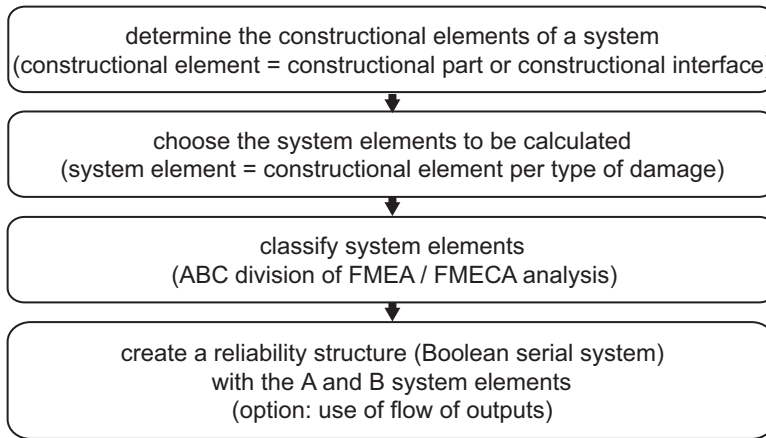 determine the constructional elements of a system
(constructional element = constructional part or constructional interface)
choose the system elements to be calculated
(system element = constructional element per type of damage)
classify system elements
(ABC division of FMEA / FMECA analysis)
create a reliability structure (Boolean serial system)
with the A and B system elements
(option: use of flow of outputs)